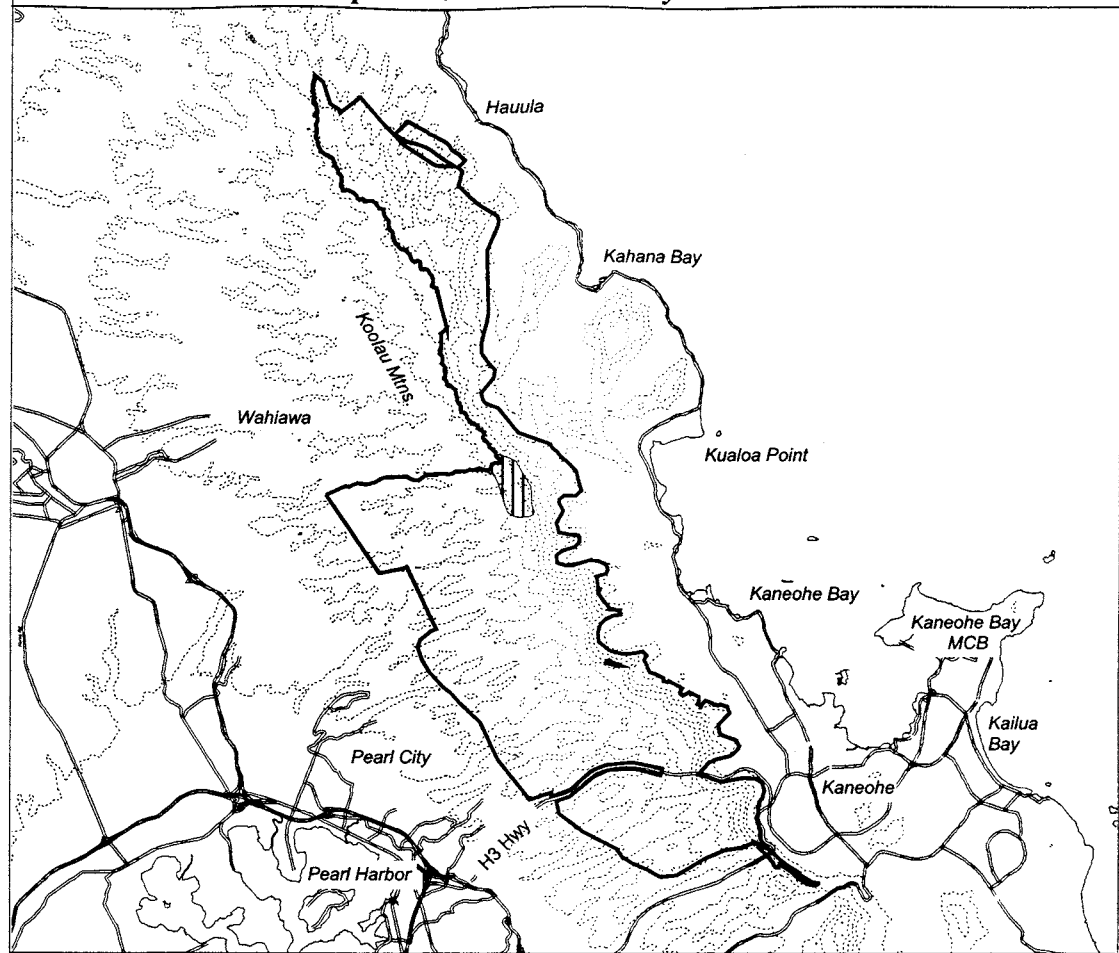 Hauula
Kahana Bay
Koolau Mtns
Wahiawa
Kualoa Point
Kaneohe Bay
Kaneohe Bay
MCB
Kailua
Bay
Pearl City
Kaneohe
H3 Hwy
Pearl Harbor